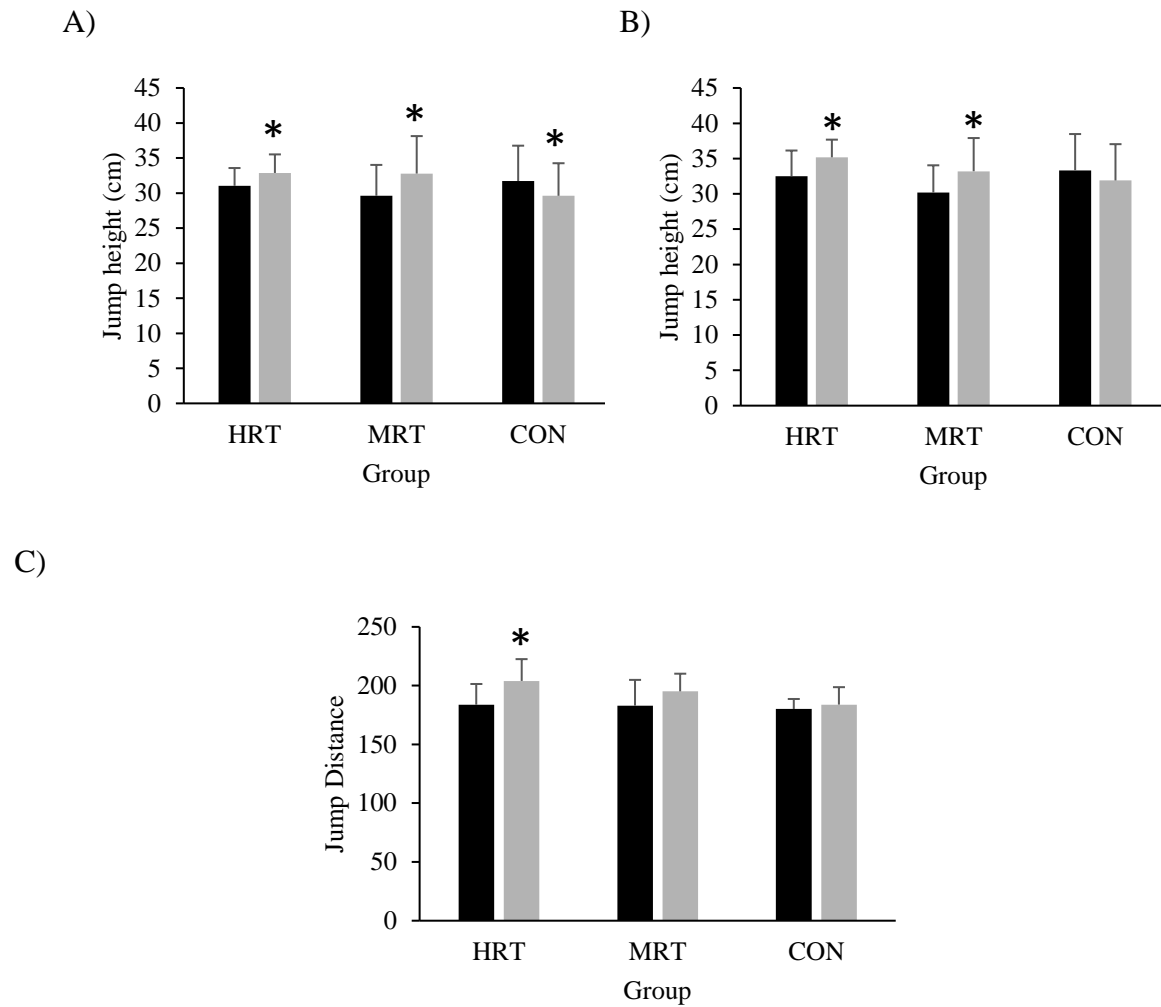 A)
B)
Jump height (cm)
45
40
35
30
25
20
15
10
5
0
* * *
HRT MRT CON
Group
Jump height (cm)
45
40
35
30
25
20
15
10
5
0
* *
HRT MRT CON
Group
C)
Jump Distance
250
200
150
100
50
0
*
HRT MRT CON
Group